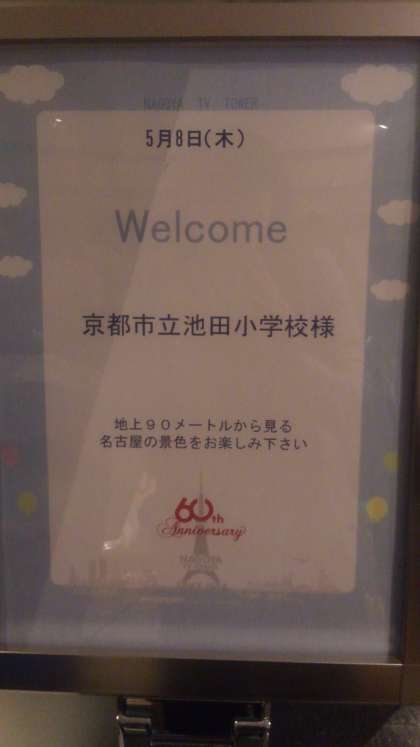 NAGOYA TV TOWER
5月8日(木)
Welcome
京都市立池田小学校様
地上90メートルから見る
名古屋の景色をお楽しみ下さい
60th
Anniversary
NAGOYA